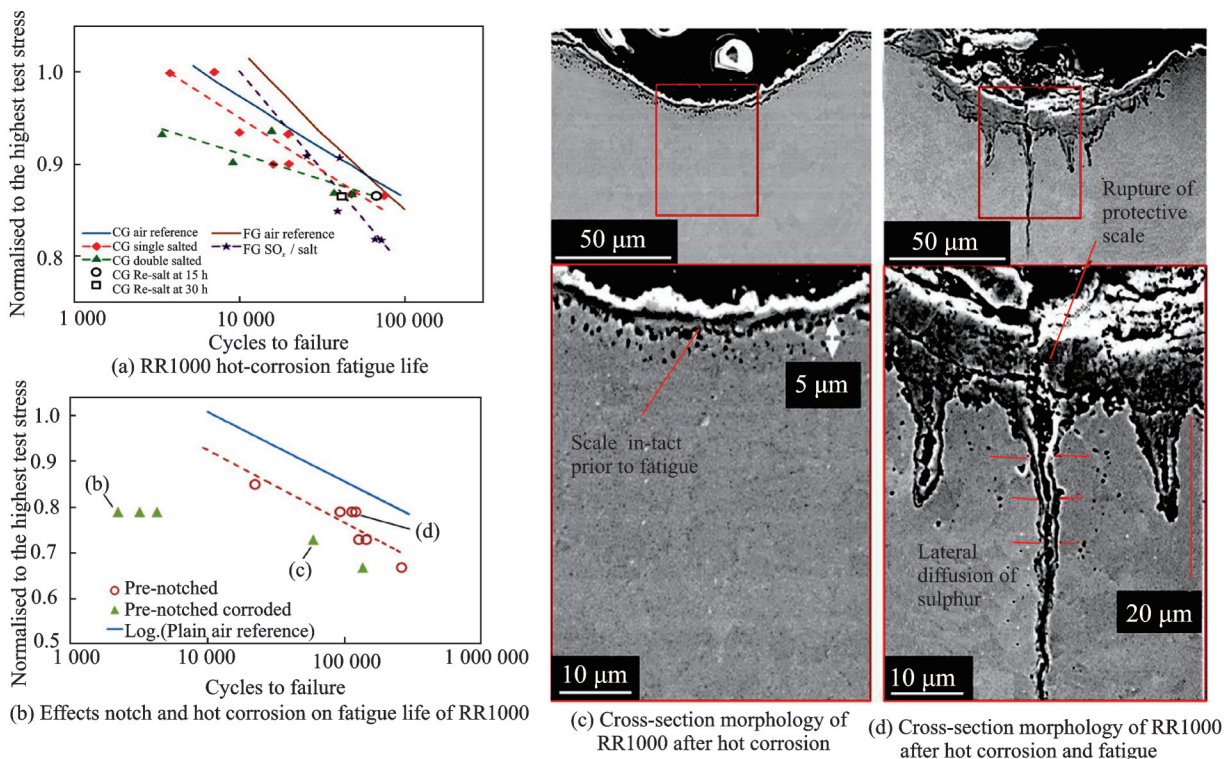 Normalised to the highest test stress
1.0
0.9
0.8
CG air reference
CG single salted
CG double salted
CG Re-salt at 15 h
CG Re-salt at 30 h
FG air reference
FG SOₓ / salt
1 000
10 000
100 000
Cycles to failure
(a) RR1000 hot-corrosion fatigue life
Normalised to the highest test stress
1.0
0.9
0.8
0.7
0.6
0.5
(b)
(c)
(d)
Pre-notched
Pre-notched corroded
Log.(Plain air reference)
1 000
10 000
100 000
1 000 000
Cycles to failure
(b) Effects notch and hot corrosion on fatigue life of RR1000
50 μm
5 μm
Scale in-tact
prior to fatigue
10 μm
(c) Cross-section morphology of
RR1000 after hot corrosion
50 μm
Rupture of
protective
scale
Lateral
diffusion of
sulphur
20 μm
10 μm
(d) Cross-section morphology of RR1000
after hot corrosion and fatigue